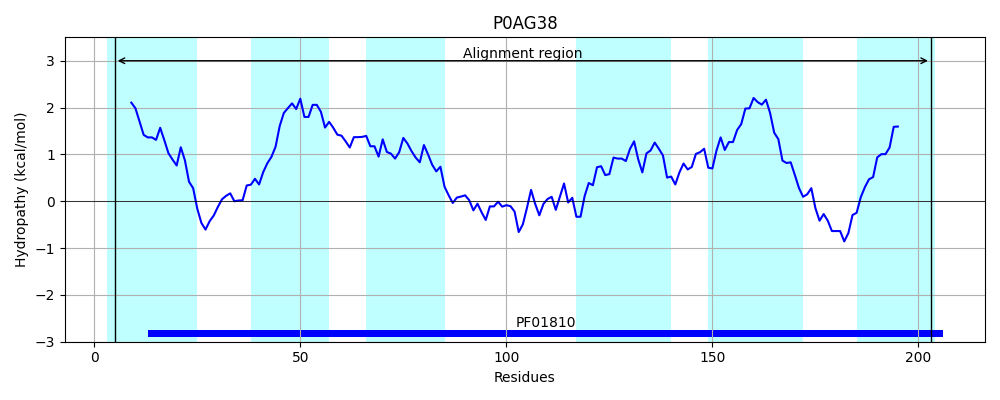 P0AG38
Alignment region
Hydropathy (kcal/mol)
3
2
1
0
−1
−2
−3
PF01810
0
50
100
150
200
Residues